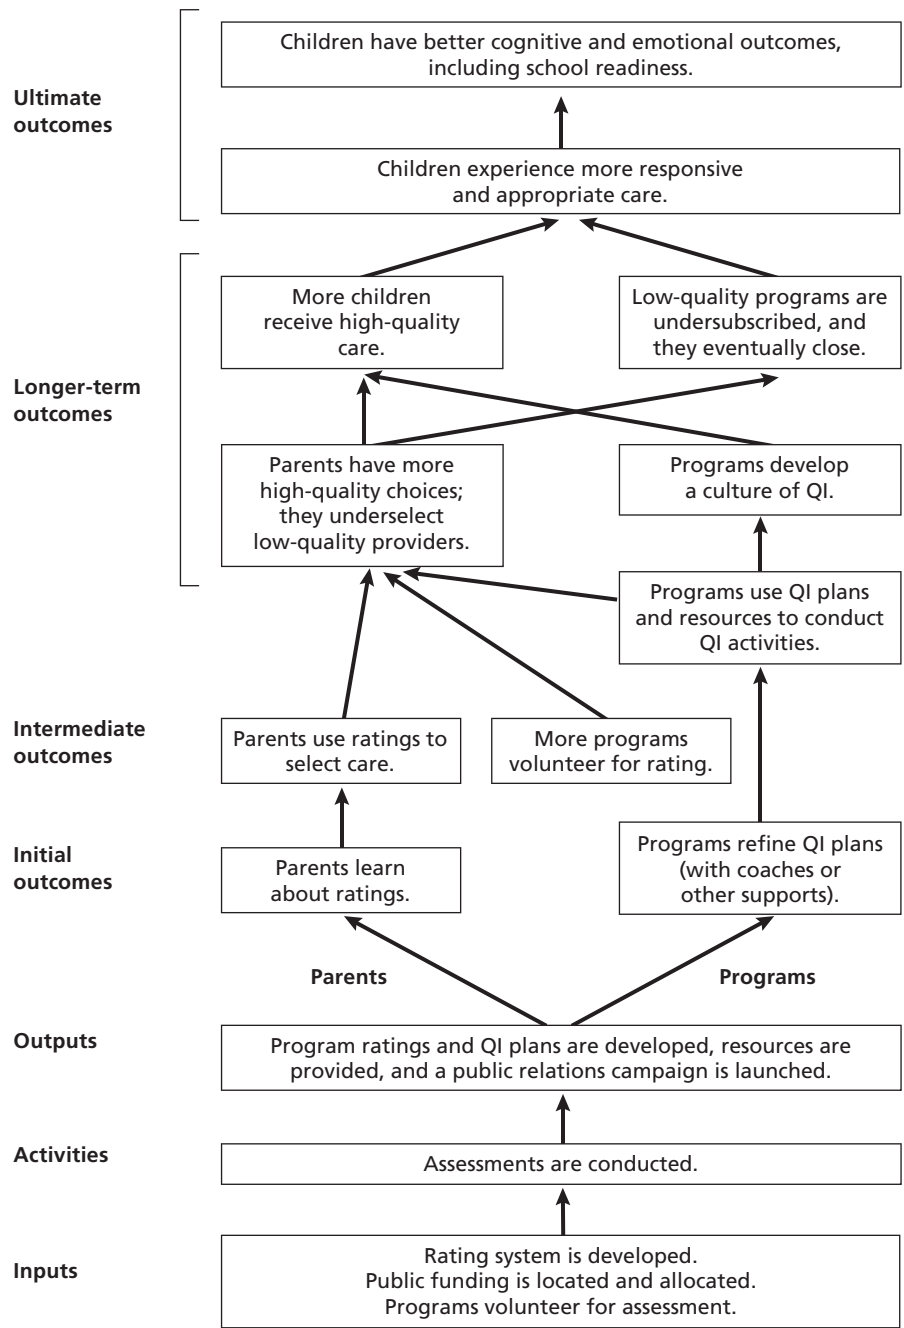 Ultimate
outcomes
Children have better cognitive and emotional outcomes,
including school readiness.
Children experience more responsive
and appropriate care.
Longer-term
outcomes
More children
receive high-quality
care.
Low-quality programs are
undersubscribed, and
they eventually close.
Parents have more
high-quality choices;
they underselect
low-quality providers.
Programs develop
a culture of QI.
Programs use QI plans
and resources to conduct
QI activities.
Intermediate
outcomes
Parents use ratings to
select care.
More programs
volunteer for rating.
Initial
outcomes
Parents learn
about ratings.
Programs refine QI plans
(with coaches or
other supports).
Parents
Programs
Outputs
Program ratings and QI plans are developed, resources are
provided, and a public relations campaign is launched.
Activities
Assessments are conducted.
Inputs
Rating system is developed.
Public funding is located and allocated.
Programs volunteer for assessment.